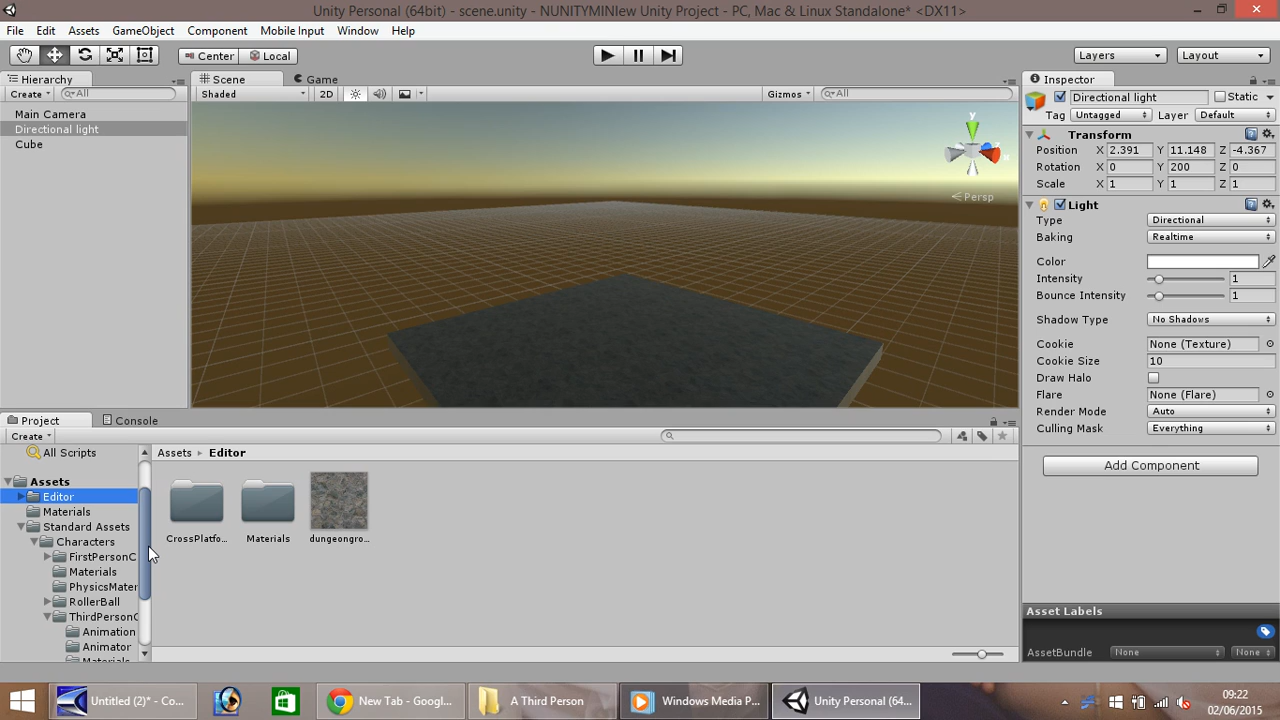 Unity Personal (64bit) - scene.unity - NUNITYMINIew Unity Project - PC, Mac & Linux Standalone* <DX11>
File Edit Assets GameObject Component Mobile Input Window Help
Center Local Layers Layout
Hierarchy
Create All
Main Camera
Directional light
Cube
Scene Game
Shaded 2D Gizmos All
y
x
Persp
Inspector
Directional light Static
Tag Untagged Layer Default
Transform
Position X 2.391 Y 11.148 Z -4.367
Rotation X 0 Y 200 Z 0
Scale X 1 Y 1 Z 1
Light
Type Directional
Baking Realtime
Color
Intensity 1
Bounce Intensity 1
Shadow Type No Shadows
Cookie None (Texture)
Cookie Size 10
Draw Halo
Flare None (Flare)
Render Mode Auto
Culling Mask Everything
Add Component
Asset Labels
AssetBundle None None
Project Console
Create
All Scripts
Assets
Editor
Materials
Standard Assets
Characters
FirstPersonC
Materials
PhysicsMater
RollerBall
ThirdPersonC
Animation
Animator
Materials
Assets Editor
CrossPlatfo... Materials dungeongro...
Untitled (2)* - Co... New Tab - Googl... A Third Person Windows Media P... Unity Personal (64...
09:22
02/06/2015